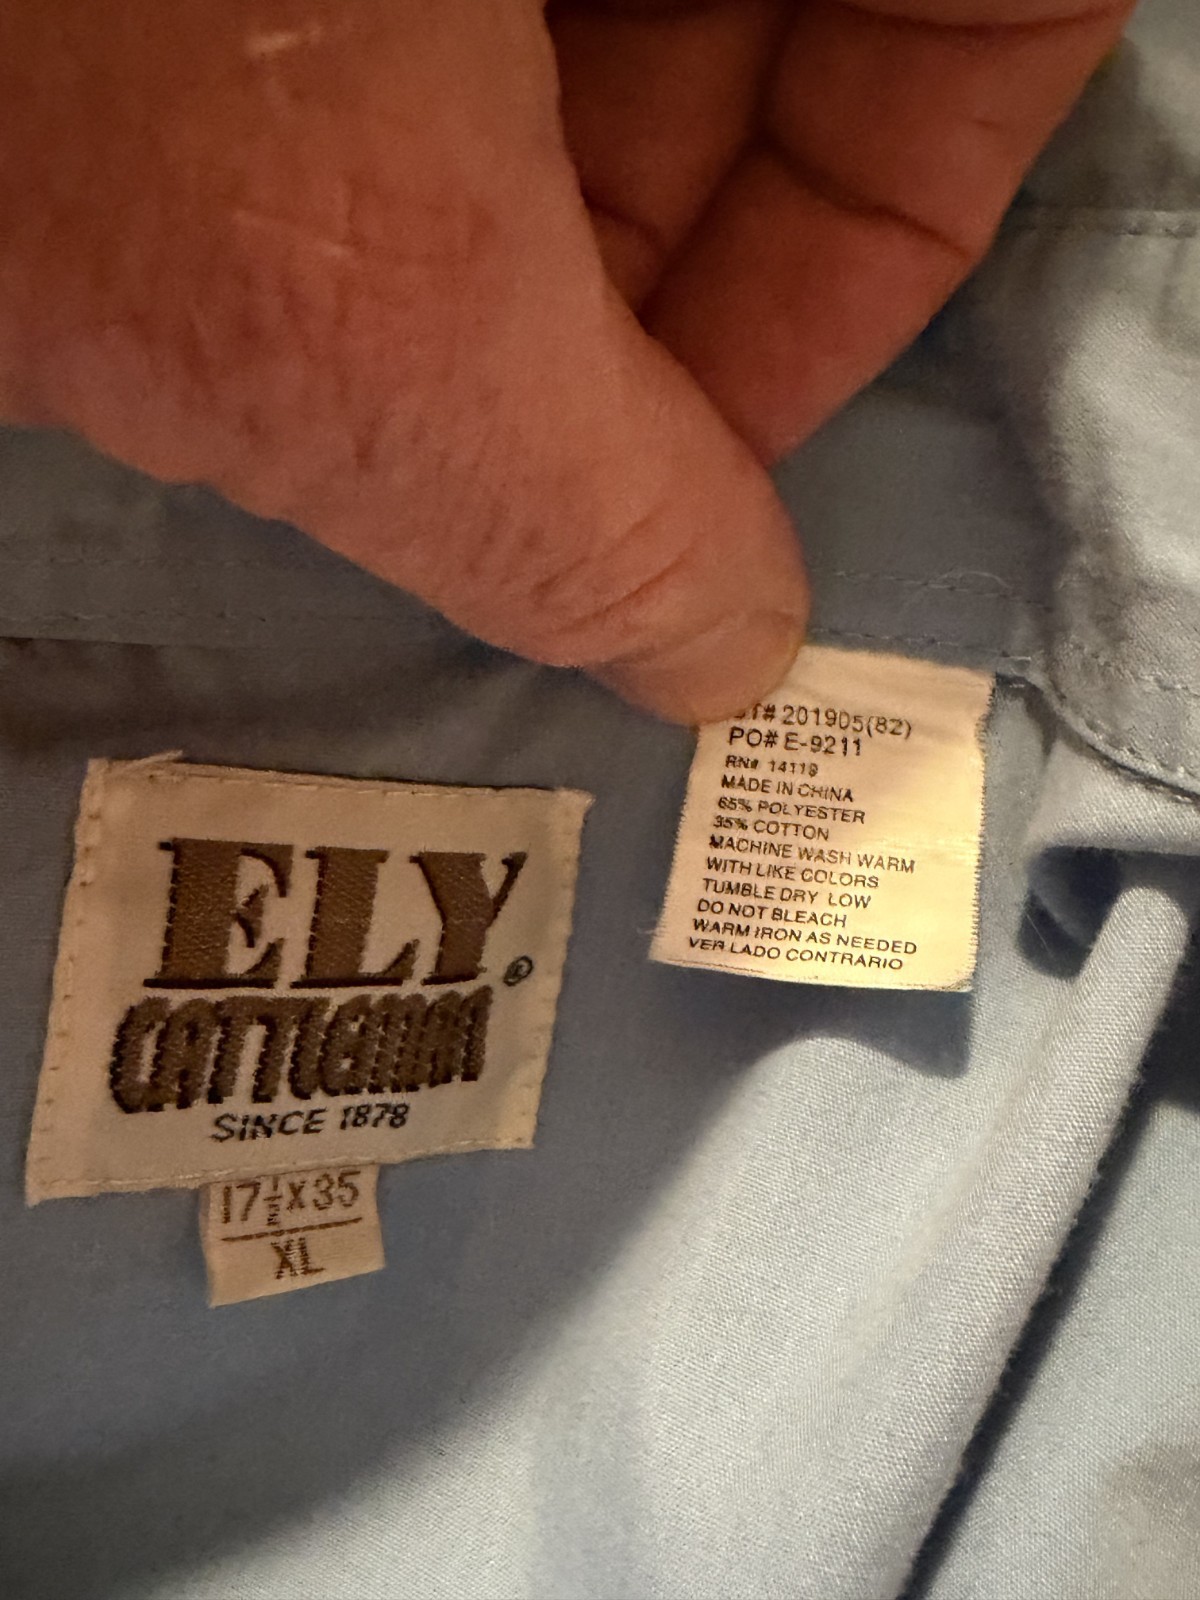 ELY ®
CATTLEMAN
SINCE 1878
17½X35
XL
ST# 201905(82)
PO# E-9211
RN# 14119
MADE IN CHINA
65% POLYESTER
35% COTTON
MACHINE WASH WARM
WITH LIKE COLORS
TUMBLE DRY LOW
DO NOT BLEACH
WARM IRON AS NEEDED
VER LADO CONTRARIO